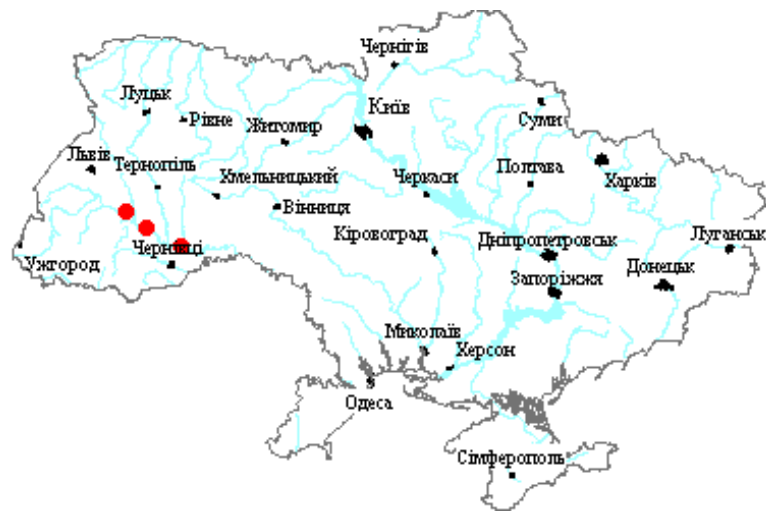 Чернігів
Луцьк
Рівне
Київ
Суми
Житомир
Львів
Тернопіль
Хмельницький
Черкаси
Полтава
Харків
Вінниця
Кіровоград
Дніпропетровськ
Луганськ
Чернівці
Ужгород
Донецьк
Запоріжжя
Миколаїв
Херсон
Одеса
Сімферополь